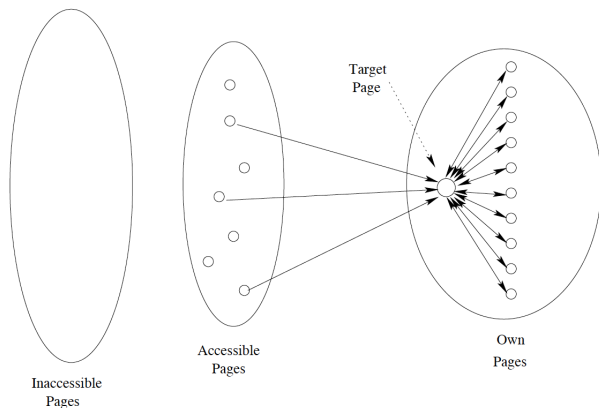 Target
Page
Own
Pages
Accessible
Pages
Inaccessible
Pages